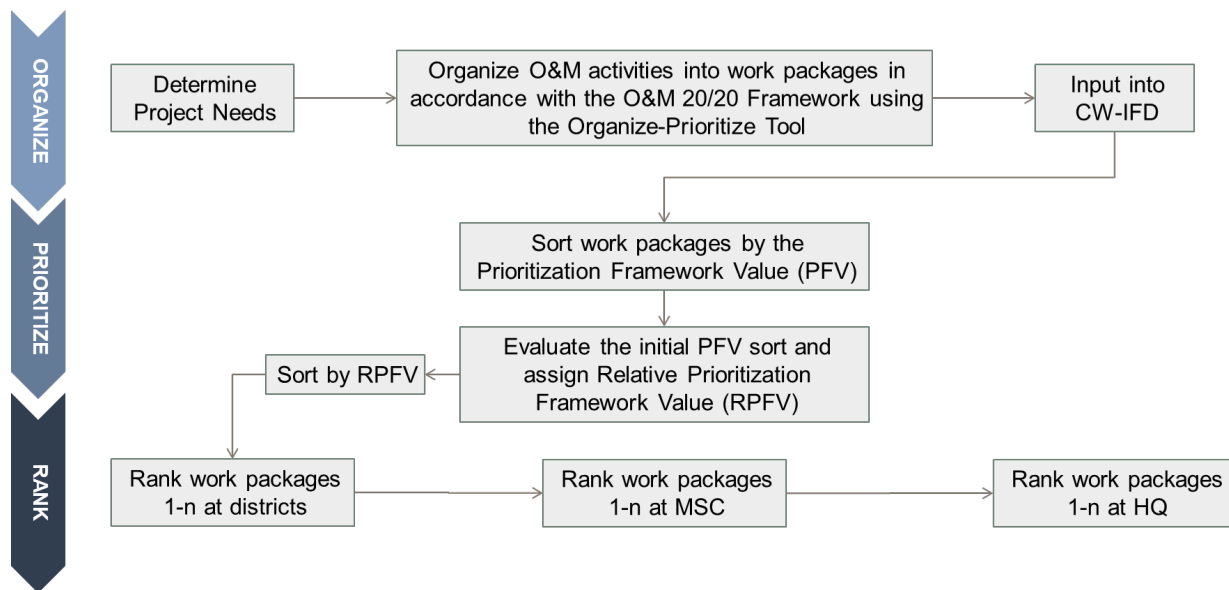 ORGANIZE
Determine
Project Needs
Organize O&M activities into work packages in
accordance with the O&M 20/20 Framework using
the Organize-Prioritize Tool
Input into
CW-IFD
PRIORITIZE
Sort work packages by the
Prioritization Framework Value (PFV)
Evaluate the initial PFV sort and
assign Relative Prioritization
Framework Value (RPFV)
Sort by RPFV
RANK
Rank work packages
1-n at districts
Rank work packages
1-n at MSC
Rank work packages
1-n at HQ